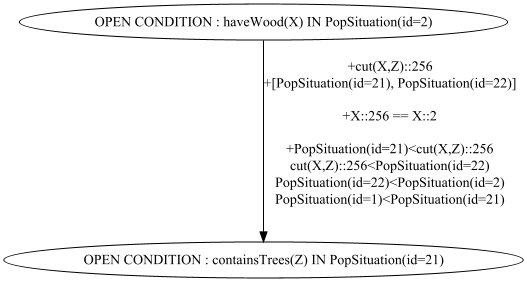 OPEN CONDITION : haveWood(X) IN PopSituation(id=2)
+cut(X,Z)::256
+[PopSituation(id=21), PopSituation(id=22)]
+X::256 == X::2
+PopSituation(id=21)<cut(X,Z)::256
cut(X,Z)::256<PopSituation(id=22)
PopSituation(id=22)<PopSituation(id=2)
PopSituation(id=1)<PopSituation(id=21)
OPEN CONDITION : containsTrees(Z) IN PopSituation(id=21)